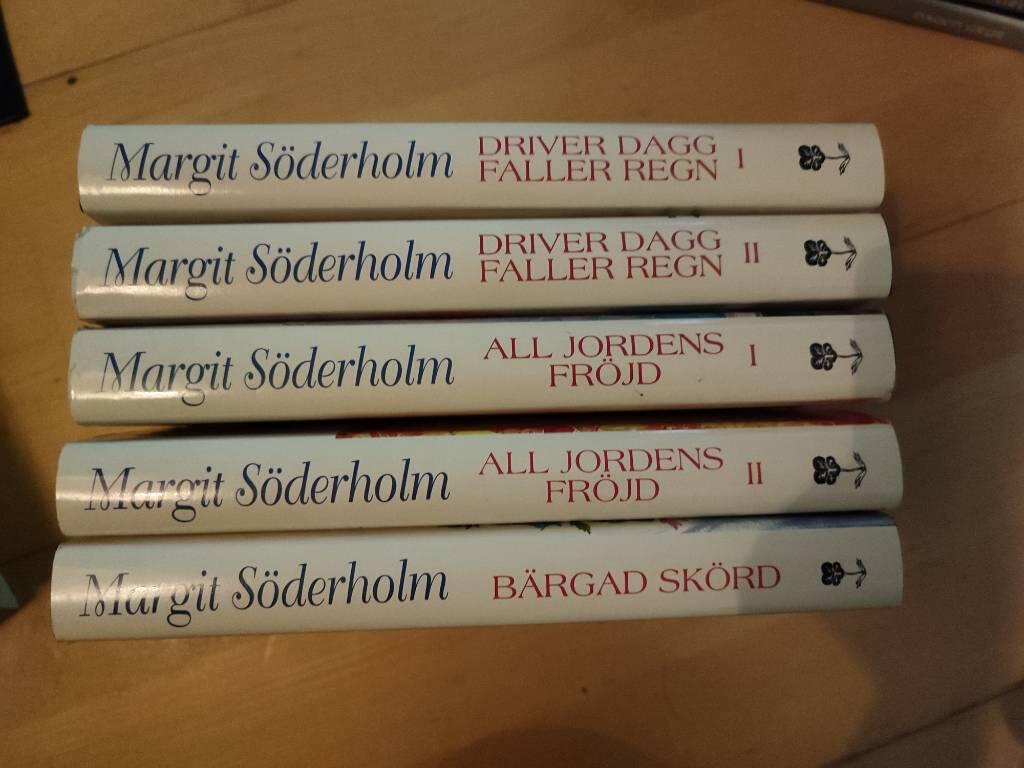 Margit Söderholm DRIVER DAGG
FALLER REGN I
Margit Söderholm DRIVER DAGG
FALLER REGN II
Margit Söderholm ALL JORDENS
FRÖJD I
Margit Söderholm ALL JORDENS
FRÖJD II
Margit Söderholm BÄRGAD SKÖRD